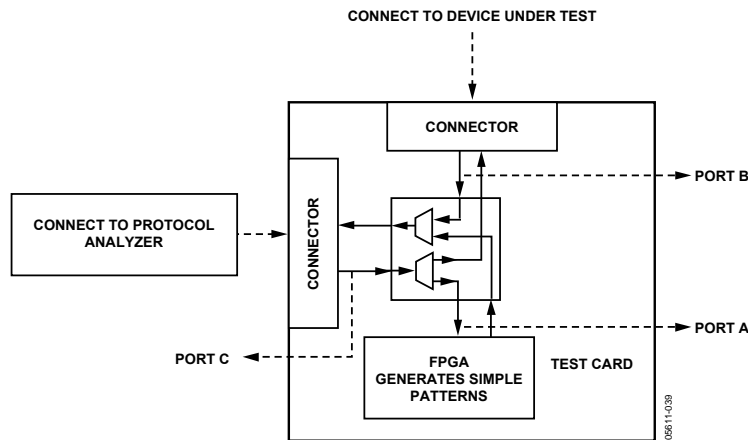 CONNECT TO DEVICE UNDER TEST
CONNECTOR
PORT B
CONNECT TO PROTOCOL
ANALYZER
CONNECTOR
PORT A
PORT C
FPGA
GENERATES SIMPLE
PATTERNS
TEST CARD
05611-039